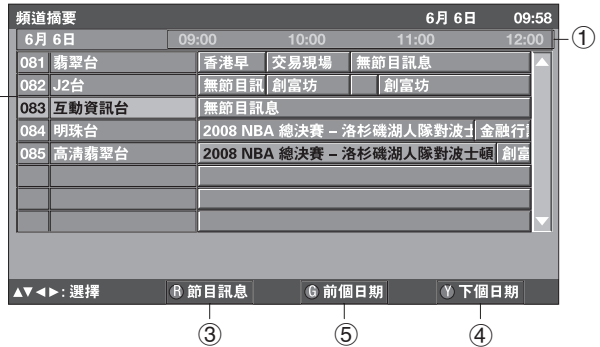 頻道摘要 6月 6日 09:58
6月 6日 09:00 10:00 11:00 12:00 ①
081 翡翠台 香港早 交易現場 無節目訊息
082 J2台 無節目訊 創富坊 創富坊
083 互動資訊台 無節目訊息
084 明珠台 2008 NBA 總決賽 – 洛杉磯湖人隊對波士 金融行
085 高清翡翠台 2008 NBA 總決賽 – 洛杉磯湖人隊對波士頓 創富
▲▼◄►: 選擇 Ⓡ 節目訊息 Ⓖ 前個日期 Ⓨ 下個日期
③ ⑤ ④